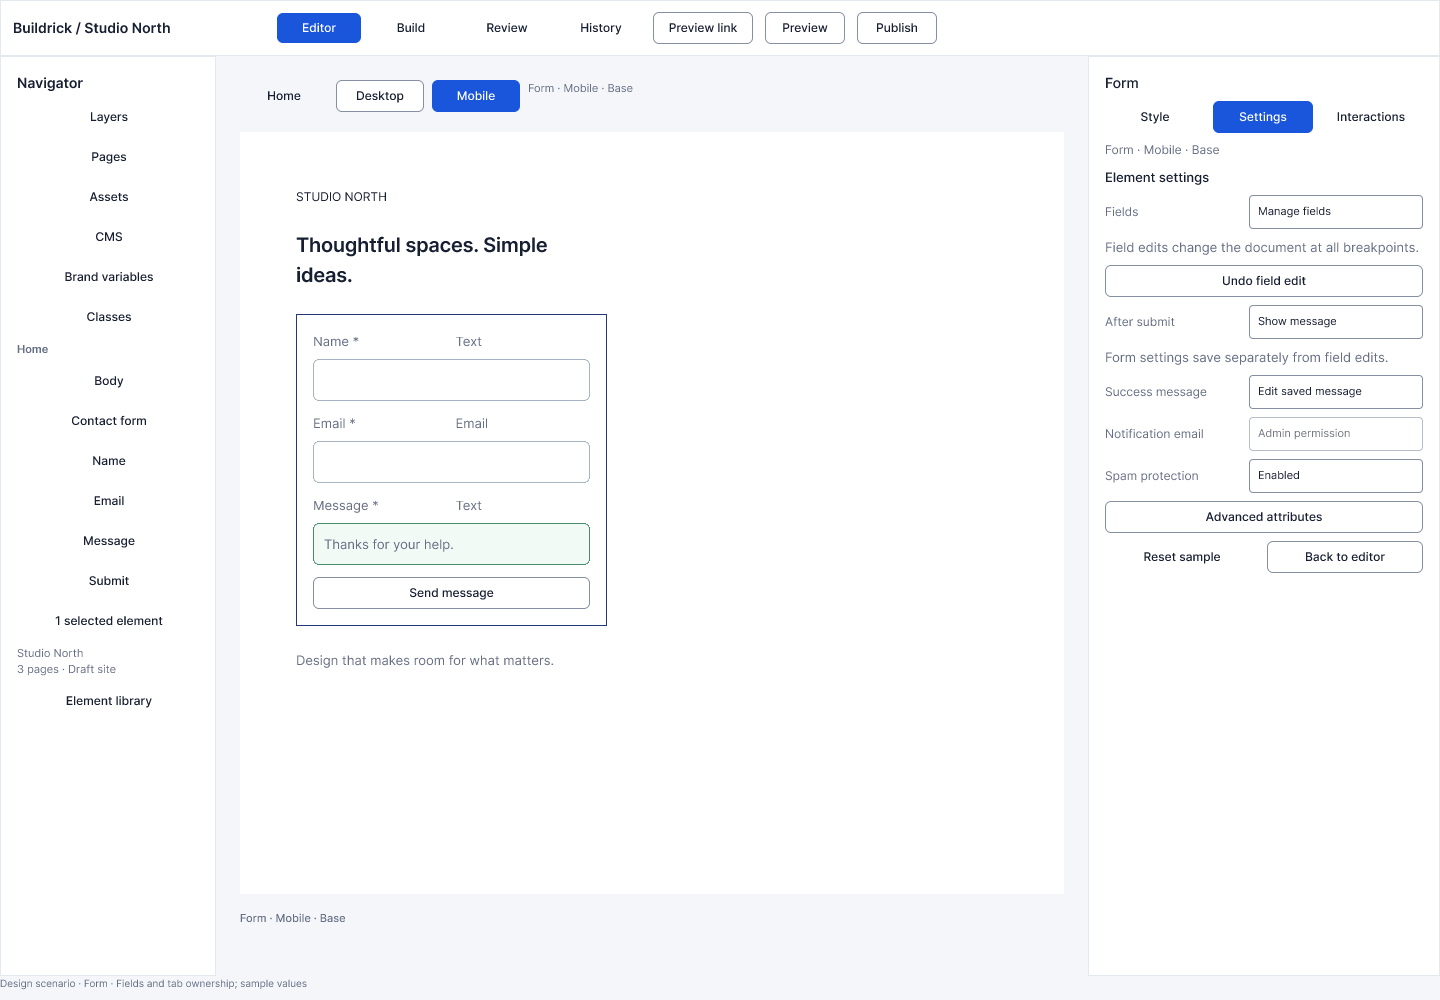 Buildrick / Studio North
Editor
Build
Review
History
Preview link
Preview
Publish
Navigator
Layers
Pages
Assets
CMS
Brand variables
Classes
Home
Body
Contact form
Name
Email
Message
Submit
1 selected element
Studio North
3 pages · Draft site
Element library
Home
Desktop
Mobile
Form · Mobile · Base
STUDIO NORTH
Thoughtful spaces. Simple
ideas.
Name * Text
Email * Email
Message * Text
Thanks for your help.
Send message
Design that makes room for what matters.
Form · Mobile · Base
Form
Style
Settings
Interactions
Form · Mobile · Base
Element settings
Fields Manage fields
Field edits change the document at all breakpoints.
Undo field edit
After submit Show message
Form settings save separately from field edits.
Success message Edit saved message
Notification email Admin permission
Spam protection Enabled
Advanced attributes
Reset sample
Back to editor
Design scenario · Form · Fields and tab ownership; sample values